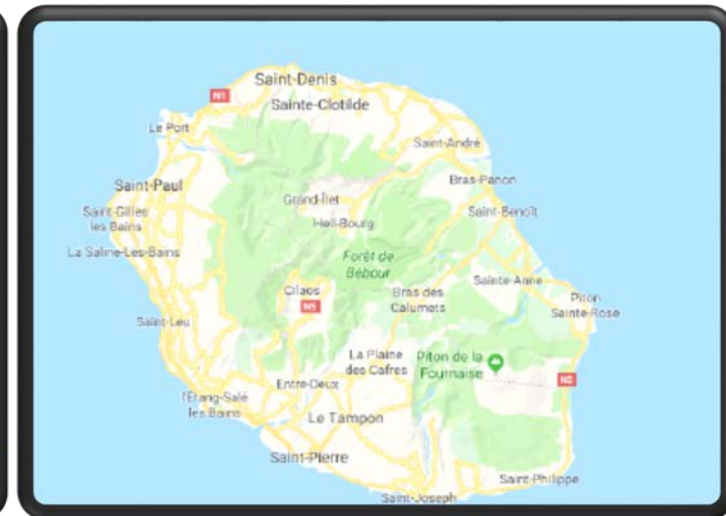 Saint-Denis
N1
Sainte-Clotilde
Le Port
Saint-André
Saint-Paul
Bras-Panon
Grand-Îlet
Saint-Gilles
les Bains
Hell-Bourg
Saint-Benoît
La Saline-Les-Bains
Forêt de
Bébour
Sainte-Anne
Cilaos
N5
Bras des
Calumets
Piton
Sainte-Rose
Saint-Leu
La Plaine
des Cafres
Piton de la
Fournaise
N2
Entre-Deux
l'Étang-Salé
les Bains
Le Tampon
Saint-Pierre
Saint-Philippe
Saint-Joseph